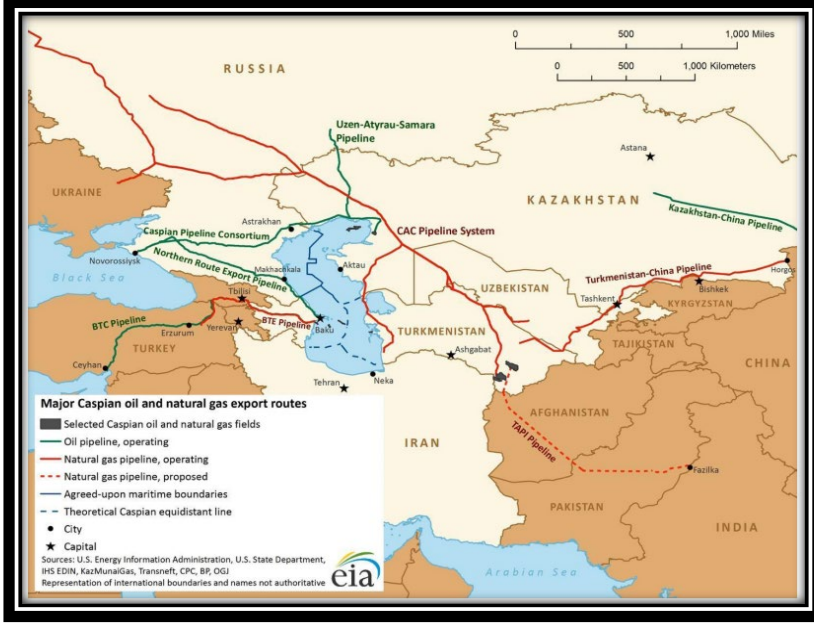 0 500 1,000 Miles
0 500 1,000 Kilometers
RUSSIA
Uzen-Atyrau-Samara
Pipeline
Astana
UKRAINE
KAZAKHSTAN
Kazakhstan-China Pipeline
Astrakhan
Caspian Pipeline Consortium
CAC Pipeline System
Novorossiysk
Northern Route Export Pipeline
Makhachkala
Aktau
Black Sea
Turkmenistan-China Pipeline
Horgos
Bishkek
UZBEKISTAN
Tashkent
KYRGYZSTAN
Tbilisi
BTC Pipeline
Erzurum
Yerevan
BTE Pipeline
Baku
TURKMENISTAN
TAJIKISTAN
TURKEY
Ashgabat
CHINA
Ceyhan
Tehran
Neka
Major Caspian oil and natural gas export routes
Selected Caspian oil and natural gas fields
Oil pipeline, operating
Natural gas pipeline, operating
Natural gas pipeline, proposed
Agreed-upon maritime boundaries
Theoretical Caspian equidistant line
City
Capital
Sources: U.S. Energy Information Administration, U.S. State Department,
IHS EDIN, KazMunaiGas, Transneft, CPC, BP, OGJ
Representation of international boundaries and names not authoritative
eia
IRAN
AFGHANISTAN
TAPI Pipeline
Fazilka
PAKISTAN
INDIA
Arabian Sea